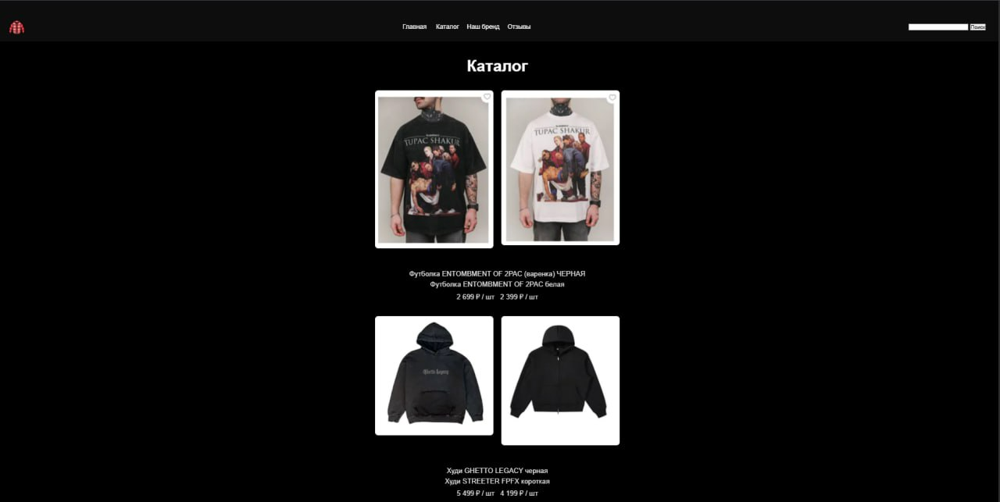 Главная Каталог Наш бренд Отзывы
Поиск
Каталог
TUPAC SHAKUR
TUPAC SHAKUR
Футболка ENTOMBMENT OF 2PAC (варенка) ЧЕРНАЯ
Футболка ENTOMBMENT OF 2PAC белая
2 699 ₽ / шт 2 399 ₽ / шт
Ghetto Legacy
Худи GHETTO LEGACY черная
Худи STREETER FPFX короткая
5 499 ₽ / шт 4 199 ₽ / шт